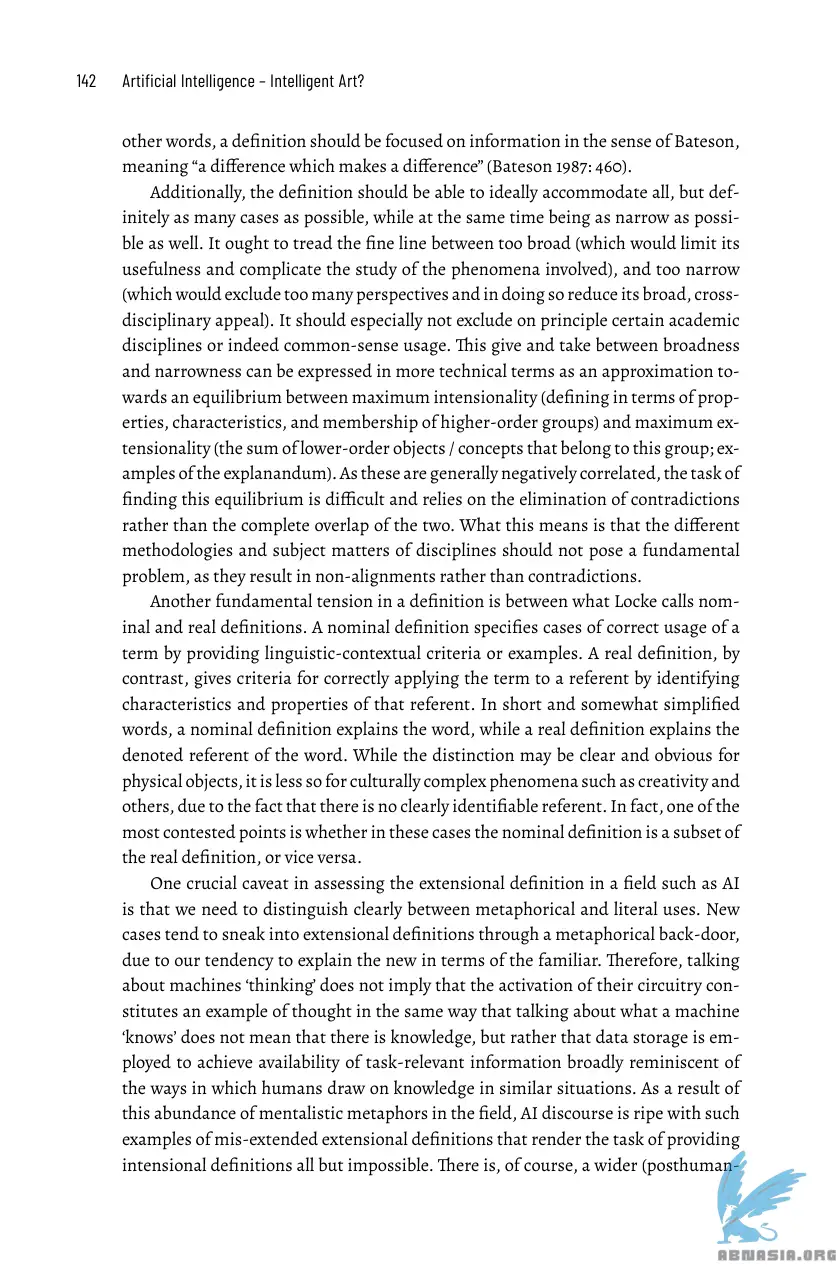 142 Artificial Intelligence – Intelligent Art?
other words, a definition should be focused on information in the sense of Bateson,
meaning “a difference which makes a difference” (Bateson 1987: 460).
Additionally, the definition should be able to ideally accommodate all, but def-
initely as many cases as possible, while at the same time being as narrow as possi-
ble as well. It ought to tread the fine line between too broad (which would limit its
usefulness and complicate the study of the phenomena involved), and too narrow
(which would exclude too many perspectives and in doing so reduce its broad, cross-
disciplinary appeal). It should especially not exclude on principle certain academic
disciplines or indeed common-sense usage. This give and take between broadness
and narrowness can be expressed in more technical terms as an approximation to-
wards an equilibrium between maximum intensionality (defining in terms of prop-
erties, characteristics, and membership of higher-order groups) and maximum ex-
tensionality (the sum of lower-order objects / concepts that belong to this group; ex-
amples of the explanandum). As these are generally negatively correlated, the task of
finding this equilibrium is difficult and relies on the elimination of contradictions
rather than the complete overlap of the two. What this means is that the different
methodologies and subject matters of disciplines should not pose a fundamental
problem, as they result in non-alignments rather than contradictions.
Another fundamental tension in a definition is between what Locke calls nom-
inal and real definitions. A nominal definition specifies cases of correct usage of a
term by providing linguistic-contextual criteria or examples. A real definition, by
contrast, gives criteria for correctly applying the term to a referent by identifying
characteristics and properties of that referent. In short and somewhat simplified
words, a nominal definition explains the word, while a real definition explains the
denoted referent of the word. While the distinction may be clear and obvious for
physical objects, it is less so for culturally complex phenomena such as creativity and
others, due to the fact that there is no clearly identifiable referent. In fact, one of the
most contested points is whether in these cases the nominal definition is a subset of
the real definition, or vice versa.
One crucial caveat in assessing the extensional definition in a field such as AI
is that we need to distinguish clearly between metaphorical and literal uses. New
cases tend to sneak into extensional definitions through a metaphorical back-door,
due to our tendency to explain the new in terms of the familiar. Therefore, talking
about machines ‘thinking’ does not imply that the activation of their circuitry con-
stitutes an example of thought in the same way that talking about what a machine
‘knows’ does not mean that there is knowledge, but rather that data storage is em-
ployed to achieve availability of task-relevant information broadly reminiscent of
the ways in which humans draw on knowledge in similar situations. As a result of
this abundance of mentalistic metaphors in the field, AI discourse is ripe with such
examples of mis-extended extensional definitions that render the task of providing
intensional definitions all but impossible. There is, of course, a wider (posthuman-
ABNASIA.ORG